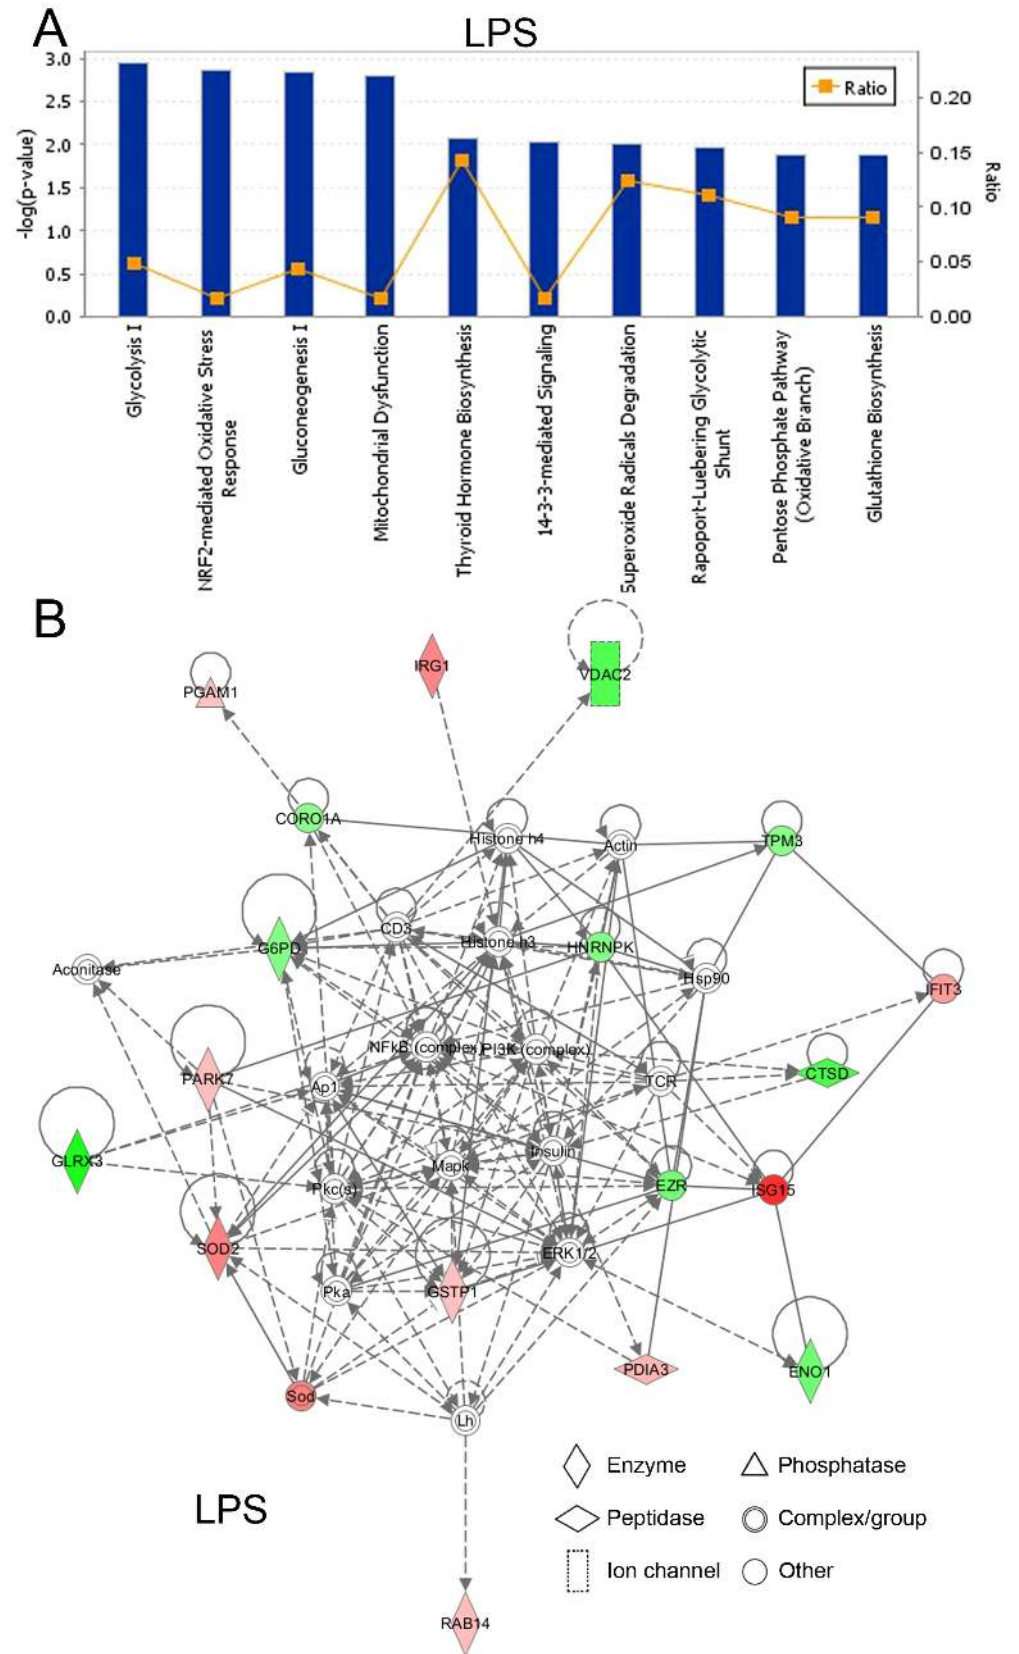 A
LPS
3.0
2.5
2.0
1.5
1.0
0.5
0.0
-log(p-value)
Ratio
0.20
0.15
0.10
0.05
0.00
Ratio
Glycolysis I
NRF2-mediated Oxidative Stress
Response
Gluconeogenesis I
Mitochondrial Dysfunction
Thyroid Hormone Biosynthesis
14-3-3-mediated Signaling
Superoxide Radicals Degradation
Rapoport-Luebering Glycolytic
Shunt
Pentose Phosphate Pathway
(Oxidative Branch)
Glutathione Biosynthesis
B
IRG1
VDAC2
PGAM1
CORO1A
Histone h4
Actin
TPM3
CD3
G6PD
Histone h3
HNRNPK
Aconitase
Hsp90
IFIT3
NFkB (complex)
PI3K (complex)
PARK7
Ap1
TCR
CTSD
GLRX3
Mapk
Insulin
Pkc(s)
EZR
ISG15
SOD2
ERK1/2
Pka
GSTP1
PDIA3
ENO1
Sod
Lh
Enzyme
Phosphatase
LPS
Peptidase
Complex/group
Ion channel
Other
RAB14